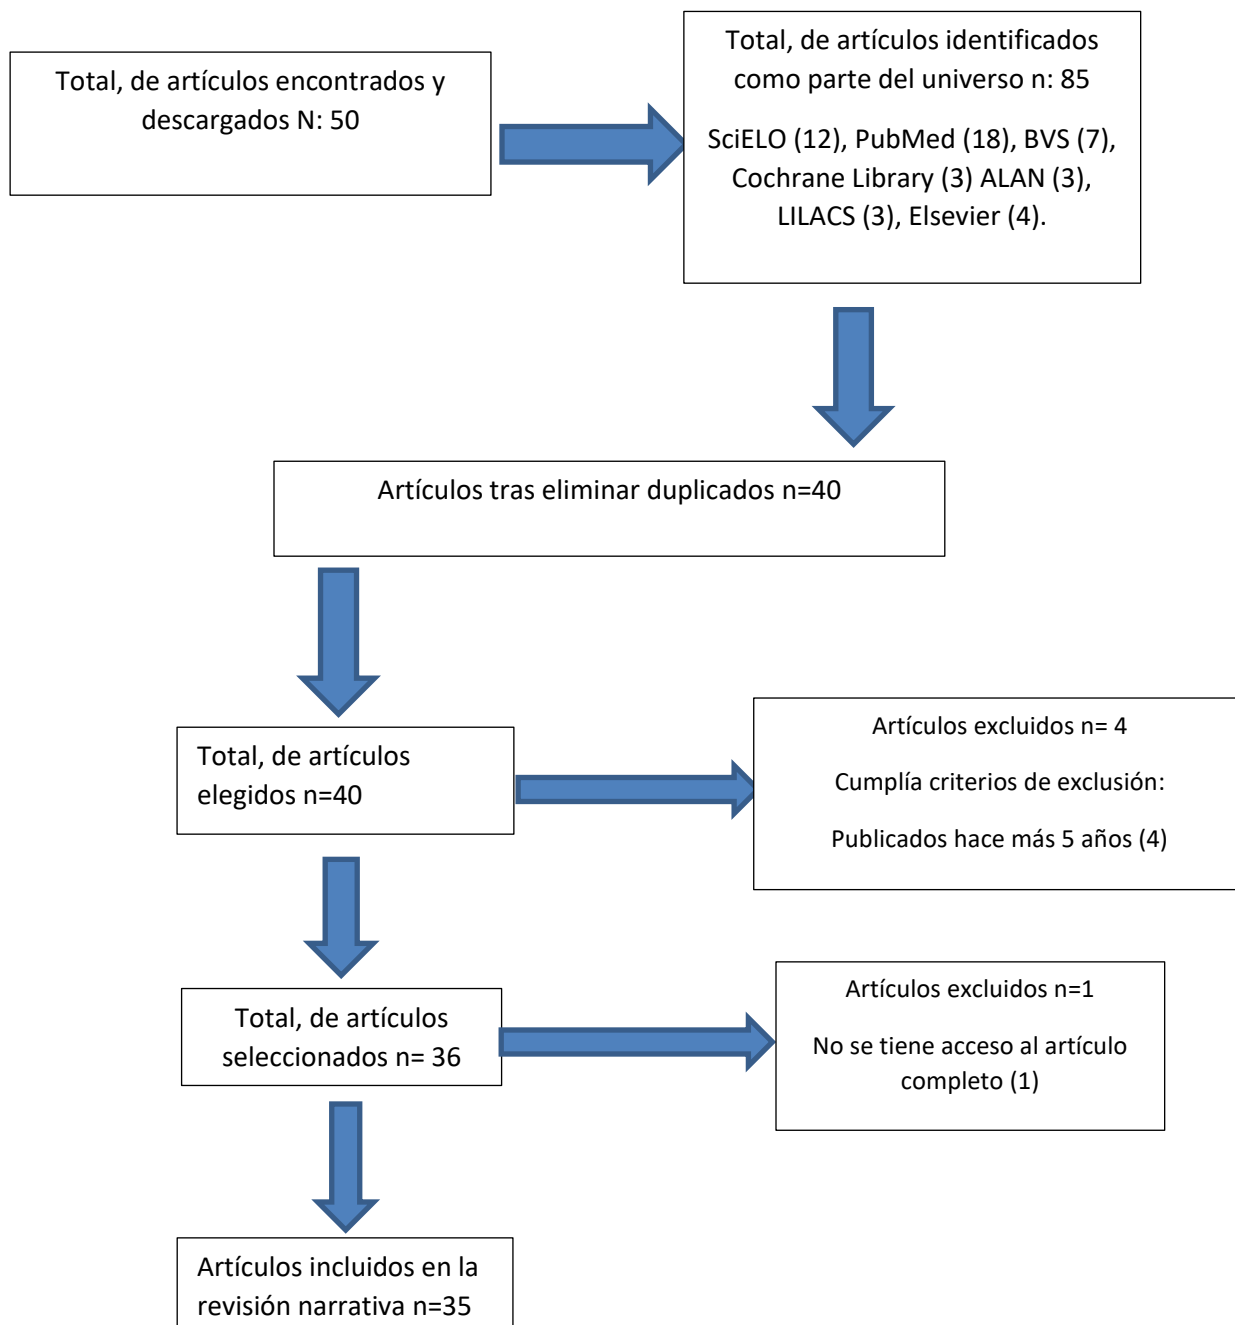 Total, de artículos encontrados y
descargados N: 50
Total, de artículos identificados
como parte del universo n: 85
SciELO (12), PubMed (18), BVS (7),
Cochrane Library (3) ALAN (3),
LILACS (3), Elsevier (4).
Artículos tras eliminar duplicados n=40
Total, de artículos
elegidos n=40
Artículos excluidos n= 4
Cumplía criterios de exclusión:
Publicados hace más 5 años (4)
Total, de artículos
seleccionados n= 36
Artículos excluidos n=1
No se tiene acceso al artículo
completo (1)
Artículos incluidos en la
revisión narrativa n=35